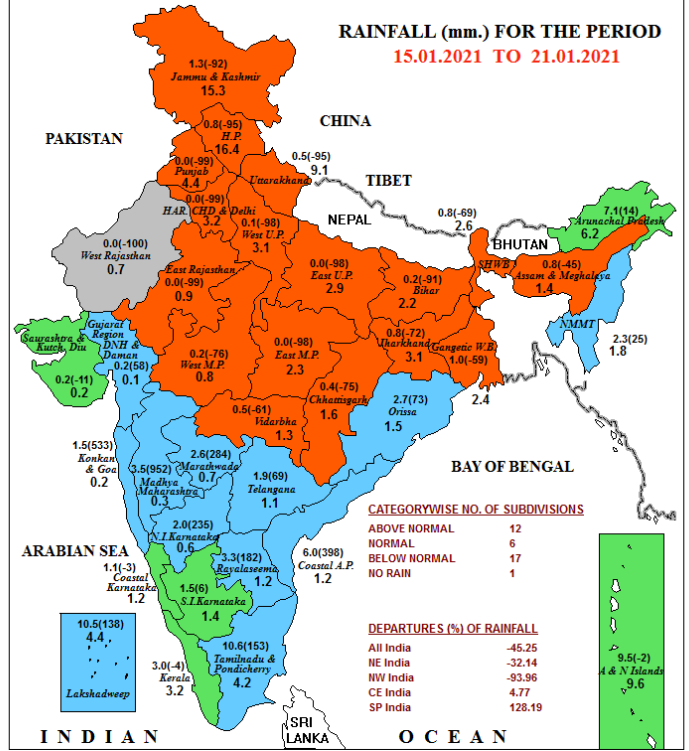 RAINFALL (mm.) FOR THE PERIOD
15.01.2021 TO 21.01.2021
1.3(-92)
Jammu & Kashmir
15.3
CHINA
0.8(-95)
H.P.
16.4
PAKISTAN
0.0(-99)
Punjab
4.4
0.5(-95)
9.1
Uttarakhand
TIBET
0.0(-99)
HAR. CHD & Delhi
3.2
0.1(-98)
West U.P.
3.1
NEPAL
0.8(-69)
2.6
7.1(14)
Arunachal Pradesh
6.2
BHUTAN
0.0(-100)
West Rajasthan
0.7
East Rajasthan
0.0(-99)
0.9
0.0(-98)
East U.P.
2.9
0.2(-91)
Bihar
2.2
SHWB
0.8(-45)
Assam & Meghalaya
1.4
NMMT
2.3(25)
1.8
Saurashtra &
Kutch, Diu
0.2(-11)
0.2
Gujarat
Region
DNH &
Daman
0.2(58)
0.1
0.2(-76)
West M.P.
0.8
0.0(-98)
East M.P.
2.3
0.8(-72)
Jharkhand
3.1
Gangetic W.B.
1.0(-59)
2.4
0.4(-75)
Chhattisgarh
1.6
2.7(73)
Orissa
1.5
0.5(-61)
Vidarbha
1.3
1.5(533)
Konkan
& Goa
0.2
2.6(284)
Marathwada
0.7
3.5(952)
Madhya
Maharashtra
0.3
1.9(69)
Telangana
1.1
BAY OF BENGAL
2.0(235)
N.I.Karnataka
0.6
ARABIAN SEA
1.1(-3)
Coastal
Karnataka
1.2
3.3(182)
Rayalaseema
1.2
6.0(398)
Coastal A.P.
1.2
1.5(6)
S.I.Karnataka
1.4
CATEGORYWISE NO. OF SUBDIVISIONS
ABOVE NORMAL 12
NORMAL 6
BELOW NORMAL 17
NO RAIN 1
10.5(138)
4.4
Lakshadweep
3.0(-4)
Kerala
3.2
10.6(153)
Tamilnadu &
Pondicherry
4.2
DEPARTURES (%) OF RAINFALL
All India -45.25
NE India -32.14
NW India -93.96
CE India 4.77
SP India 128.19
9.5(-2)
A & N Islands
9.6
SRI
LANKA
INDIAN OCEAN